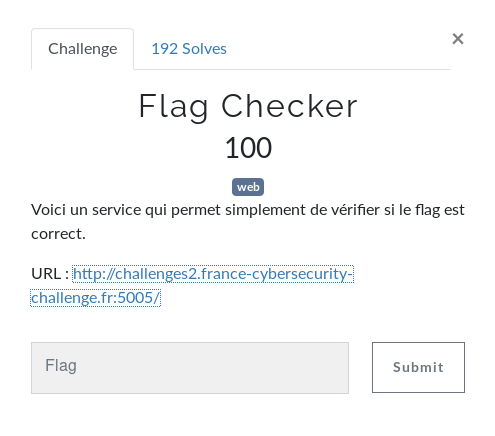 Challenge
192 Solves
×
Flag Checker
100
web
Voici un service qui permet simplement de vérifier si le flag est
correct.
URL : http://challenges2.france-cybersecurity-
challenge.fr:5005/
Flag
Submit